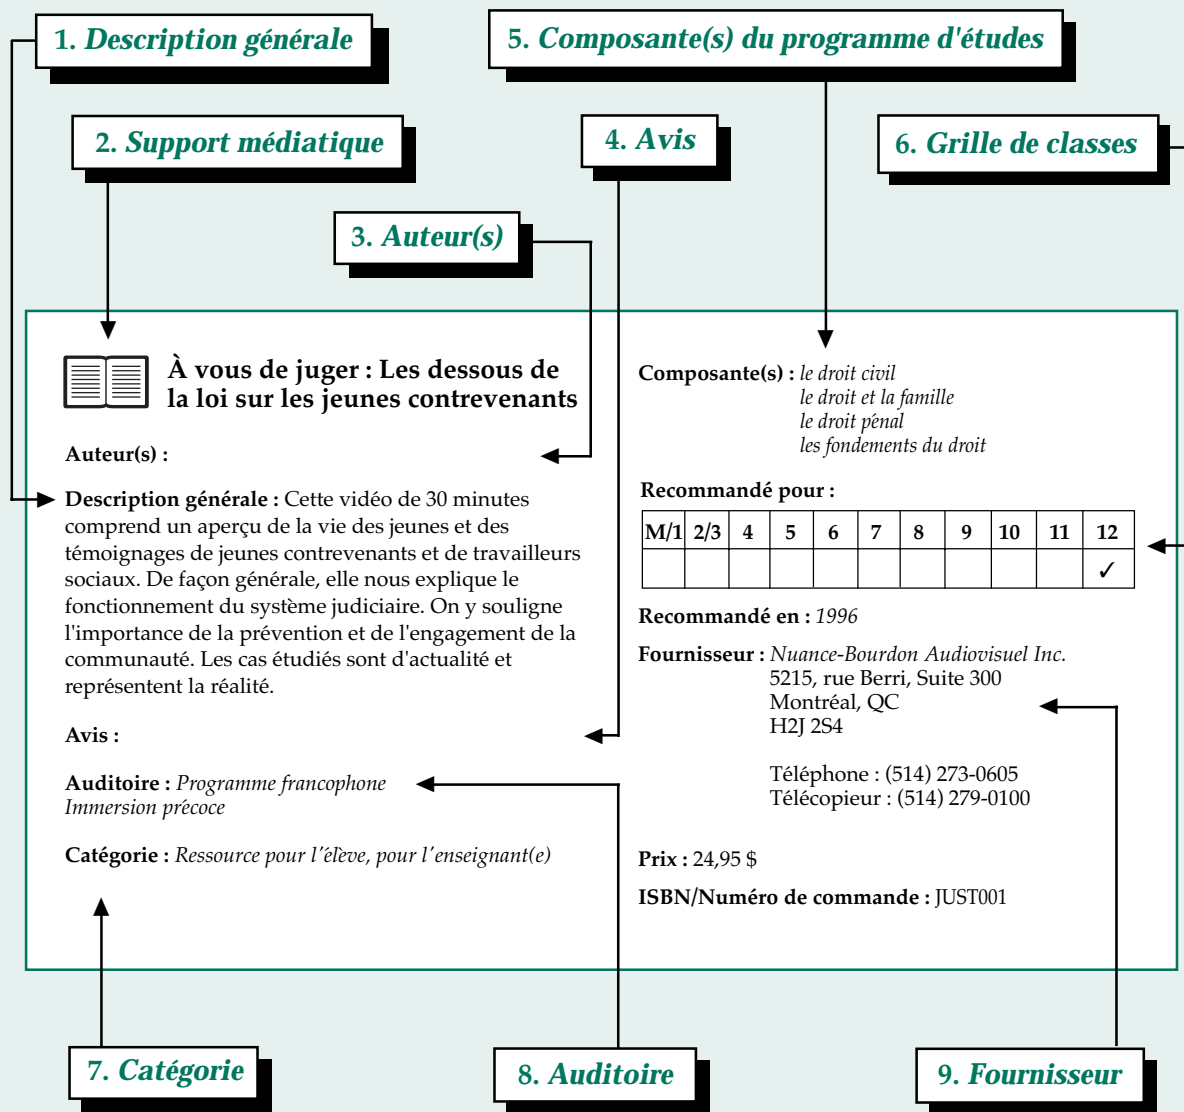 1. Description générale
5. Composante(s) du programme d'études
2. Support médiatique
4. Avis
6. Grille de classes
3. Auteur(s)
À vous de juger : Les dessous de
la loi sur les jeunes contrevenants
Auteur(s) :
Description générale : Cette vidéo de 30 minutes
comprend un aperçu de la vie des jeunes et des
témoignages de jeunes contrevenants et de travailleurs
sociaux. De façon générale, elle nous explique le
fonctionnement du système judiciaire. On y souligne
l'importance de la prévention et de l'engagement de la
communauté. Les cas étudiés sont d'actualité et
représentent la réalité.
Avis :
Auditoire : Programme francophone
Immersion précoce
Catégorie : Ressource pour l'élève, pour l'enseignant(e)
Composante(s) : le droit civil
le droit et la famille
le droit pénal
les fondements du droit
Recommandé pour :
M/1 2/3 4 5 6 7 8 9 10 11 12
✓
Recommandé en : 1996
Fournisseur : Nuance-Bourdon Audiovisuel Inc.
5215, rue Berri, Suite 300
Montréal, QC
H2J 2S4
Téléphone : (514) 273-0605
Télécopieur : (514) 279-0100
Prix : 24,95 $
ISBN/Numéro de commande : JUST001
7. Catégorie
8. Auditoire
9. Fournisseur